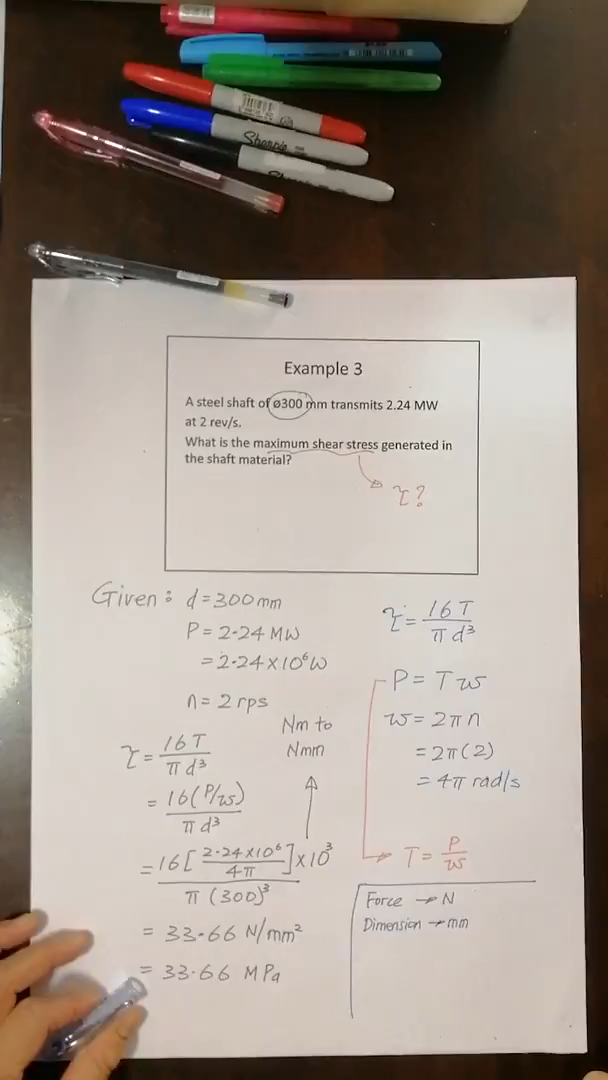 Sharpie
Example 3
A steel shaft of ø300 mm transmits 2.24 MW
at 2 rev/s.
What is the maximum shear stress generated in
the shaft material?
τ?
Given: d = 300 mm
P = 2.24 MW
= 2.24 × 10⁶ W
n = 2 rps
τ = 16T / πd³
P = Tω
ω = 2πn
= 2π(2)
= 4π rad/s
T = P/ω
Nm to
Nmm
τ = 16T / πd³
= 16(P/ω) / πd³
= 16[2.24×10⁶ / 4π] × 10³ / π(300)³
= 33.66 N/mm²
= 33.66 MPa
Force → N
Dimension → mm